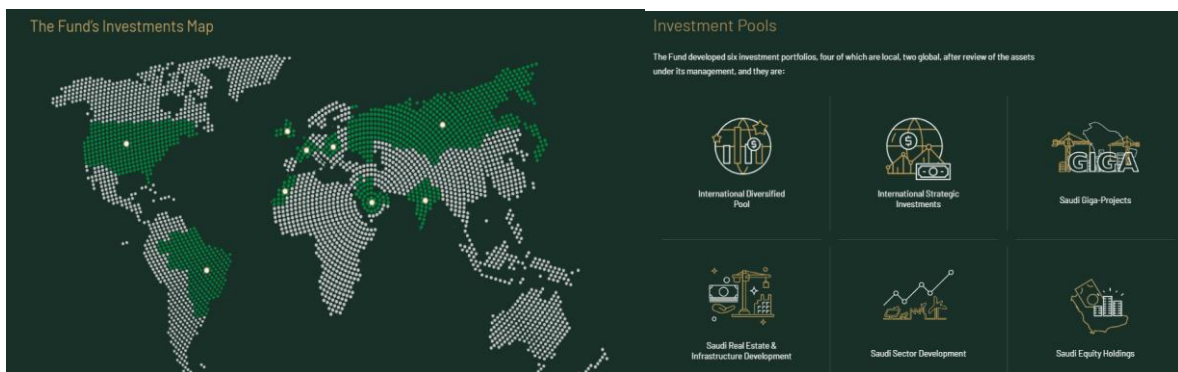 The Fund's Investments Map
Investment Pools
The Fund developed six investment portfolios, four of which are local, two global, after review of the assets
under its management, and they are:
International Diversified
Pool
International Strategic
Investments
GIGA
Saudi Giga-Projects
Saudi Real Estate &
Infrastructure Development
Saudi Sector Development
Saudi Equity Holdings